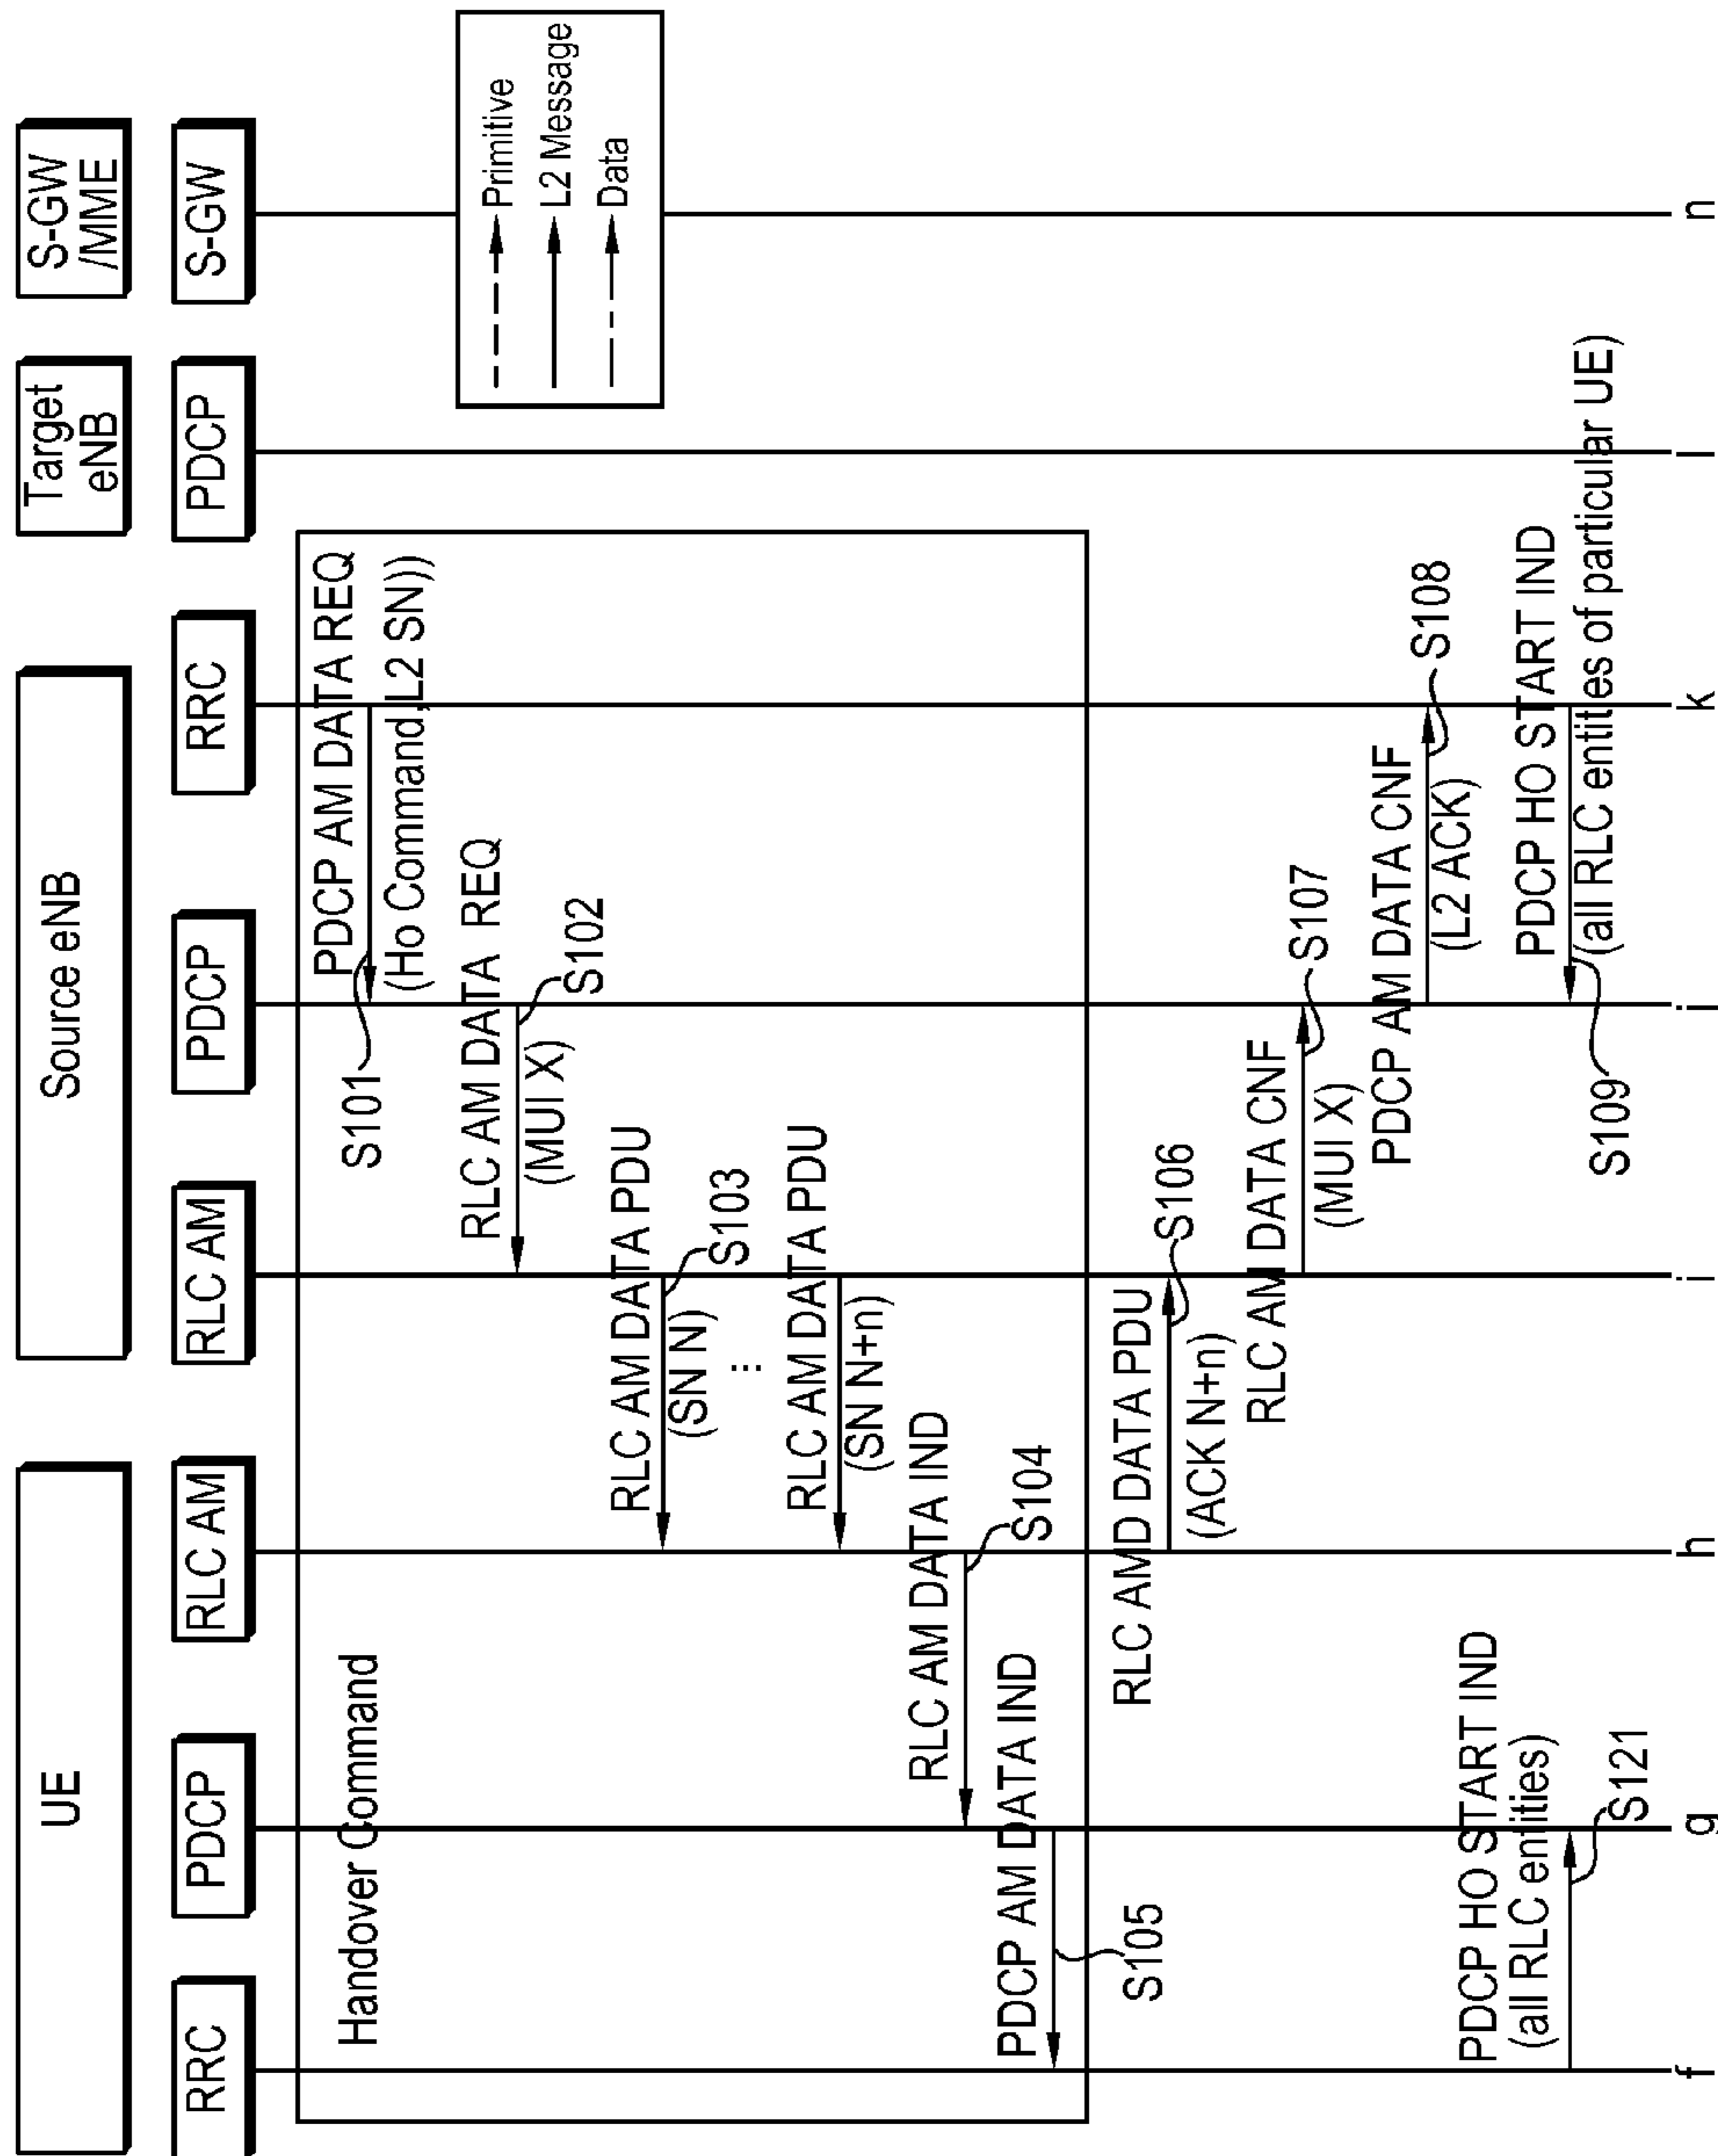 UE
Source eNB
Target
eNB
S-GW
/MME
RRC
PDCP
RLC AM
RLC AM
PDCP
RRC
PDCP
S-GW
Handover Command
PDCP AM DATA REQ
(Ho Command, L2 SN))
S101
RLC AM DATA REQ
(MUI X)
S102
Primitive
L2 Message
Data
RLC AM DATA PDU
(SN N)
S103
⋮
RLC AM DATA PDU
(SN N+n)
RLC AM DATA IND
S104
PDCP AM DATA IND
S105
RLC AMD DATA PDU
(ACK N+n)
S106
RLC AM DATA CNF
(MUI X)
S107
PDCP AM DATA CNF
(L2 ACK)
S108
PDCP HO START IND
(all RLC entities)
S121
PDCP HO START IND
(all RLC entities of particular UE)
S109
f
g
h
i
j
k
l
n